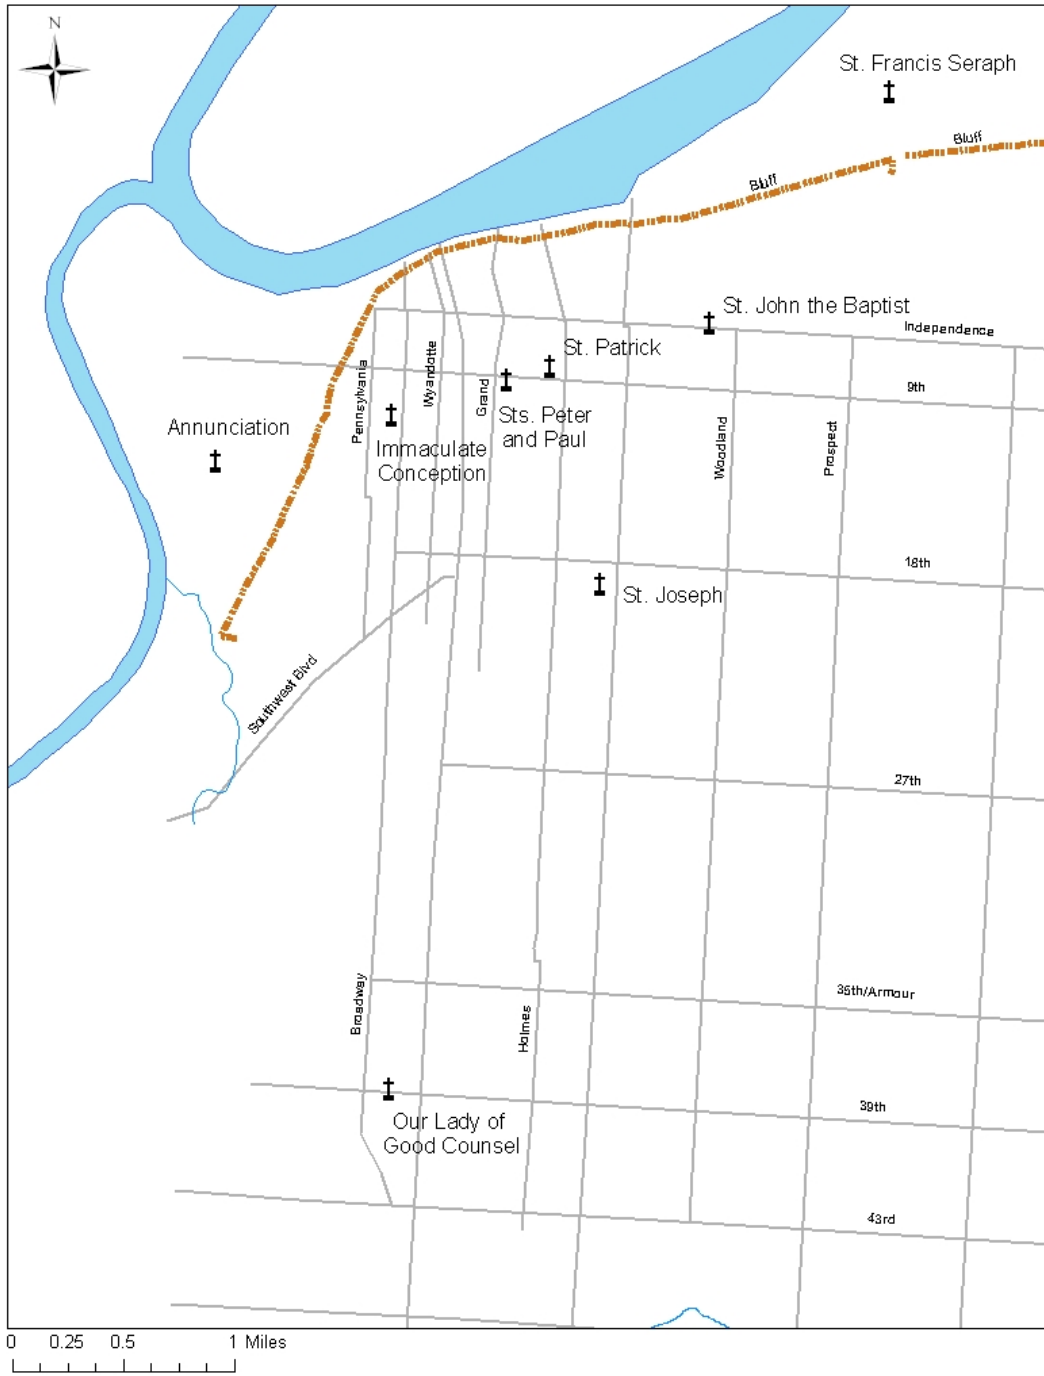 N
St. Francis Seraph
Bluff
Bluff
St. John the Baptist
Independence
St. Patrick
Wyandotte
Pennsylvania
Grand
9th
Sts. Peter
and Paul
Annunciation
Immaculate
Conception
Woodland
Prospect
18th
St. Joseph
Southwest Blvd
27th
35th/Armour
Broadway
Holmes
39th
Our Lady of
Good Counsel
43rd
0 0.25 0.5 1 Miles